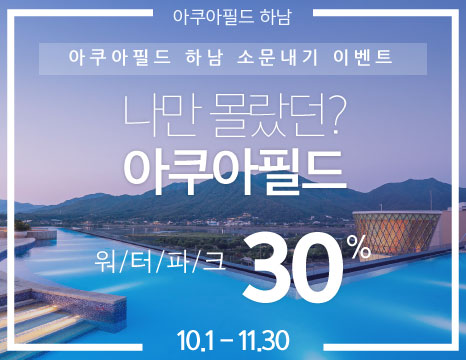 아쿠아필드 하남
아쿠아필드 하남 소문내기 이벤트
나만 몰랐던?
아쿠아필드
워/터/파/크 30%
10.1 - 11.30